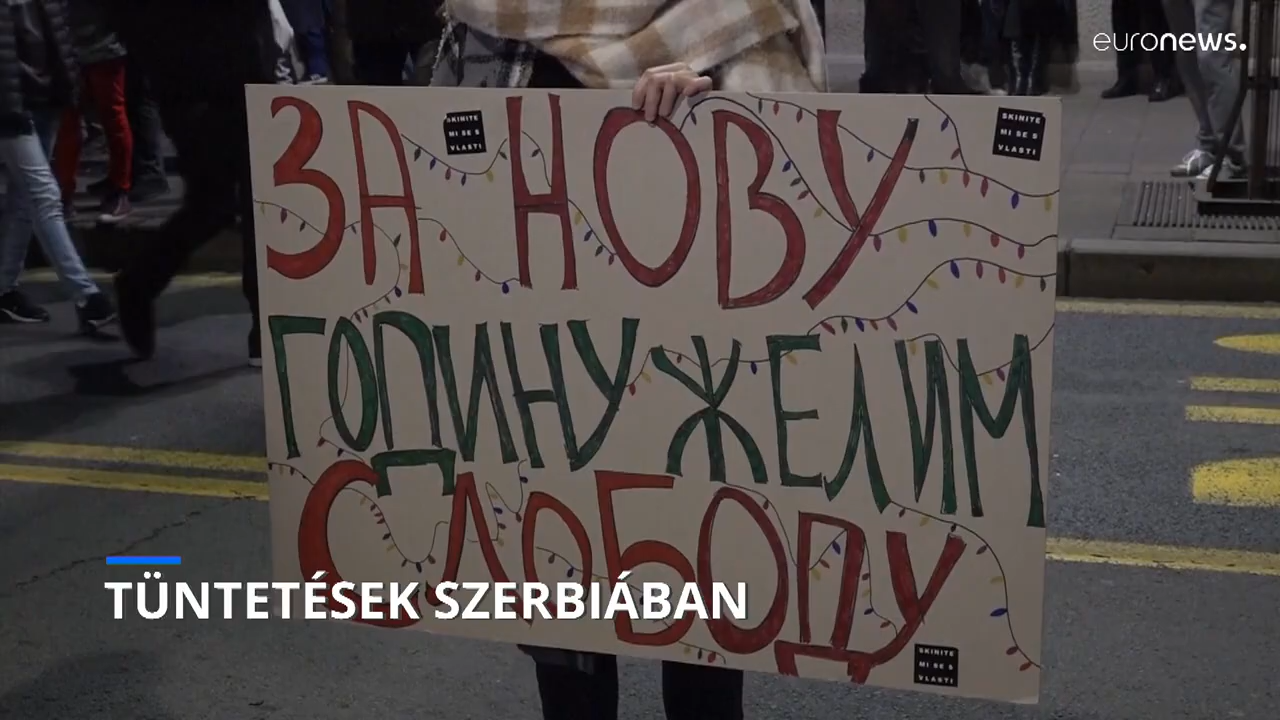 euronews.
ЗА НОВУ
SKINITE
MI SE S
VLASTI
SKINITE
MI SE S
VLASTI
ГОДИНУ ЖЕЛИМ
СЛОБОДУ
TÜNTETÉSEK SZERBIÁBAN
SKINITE
MI SE S
VLASTI